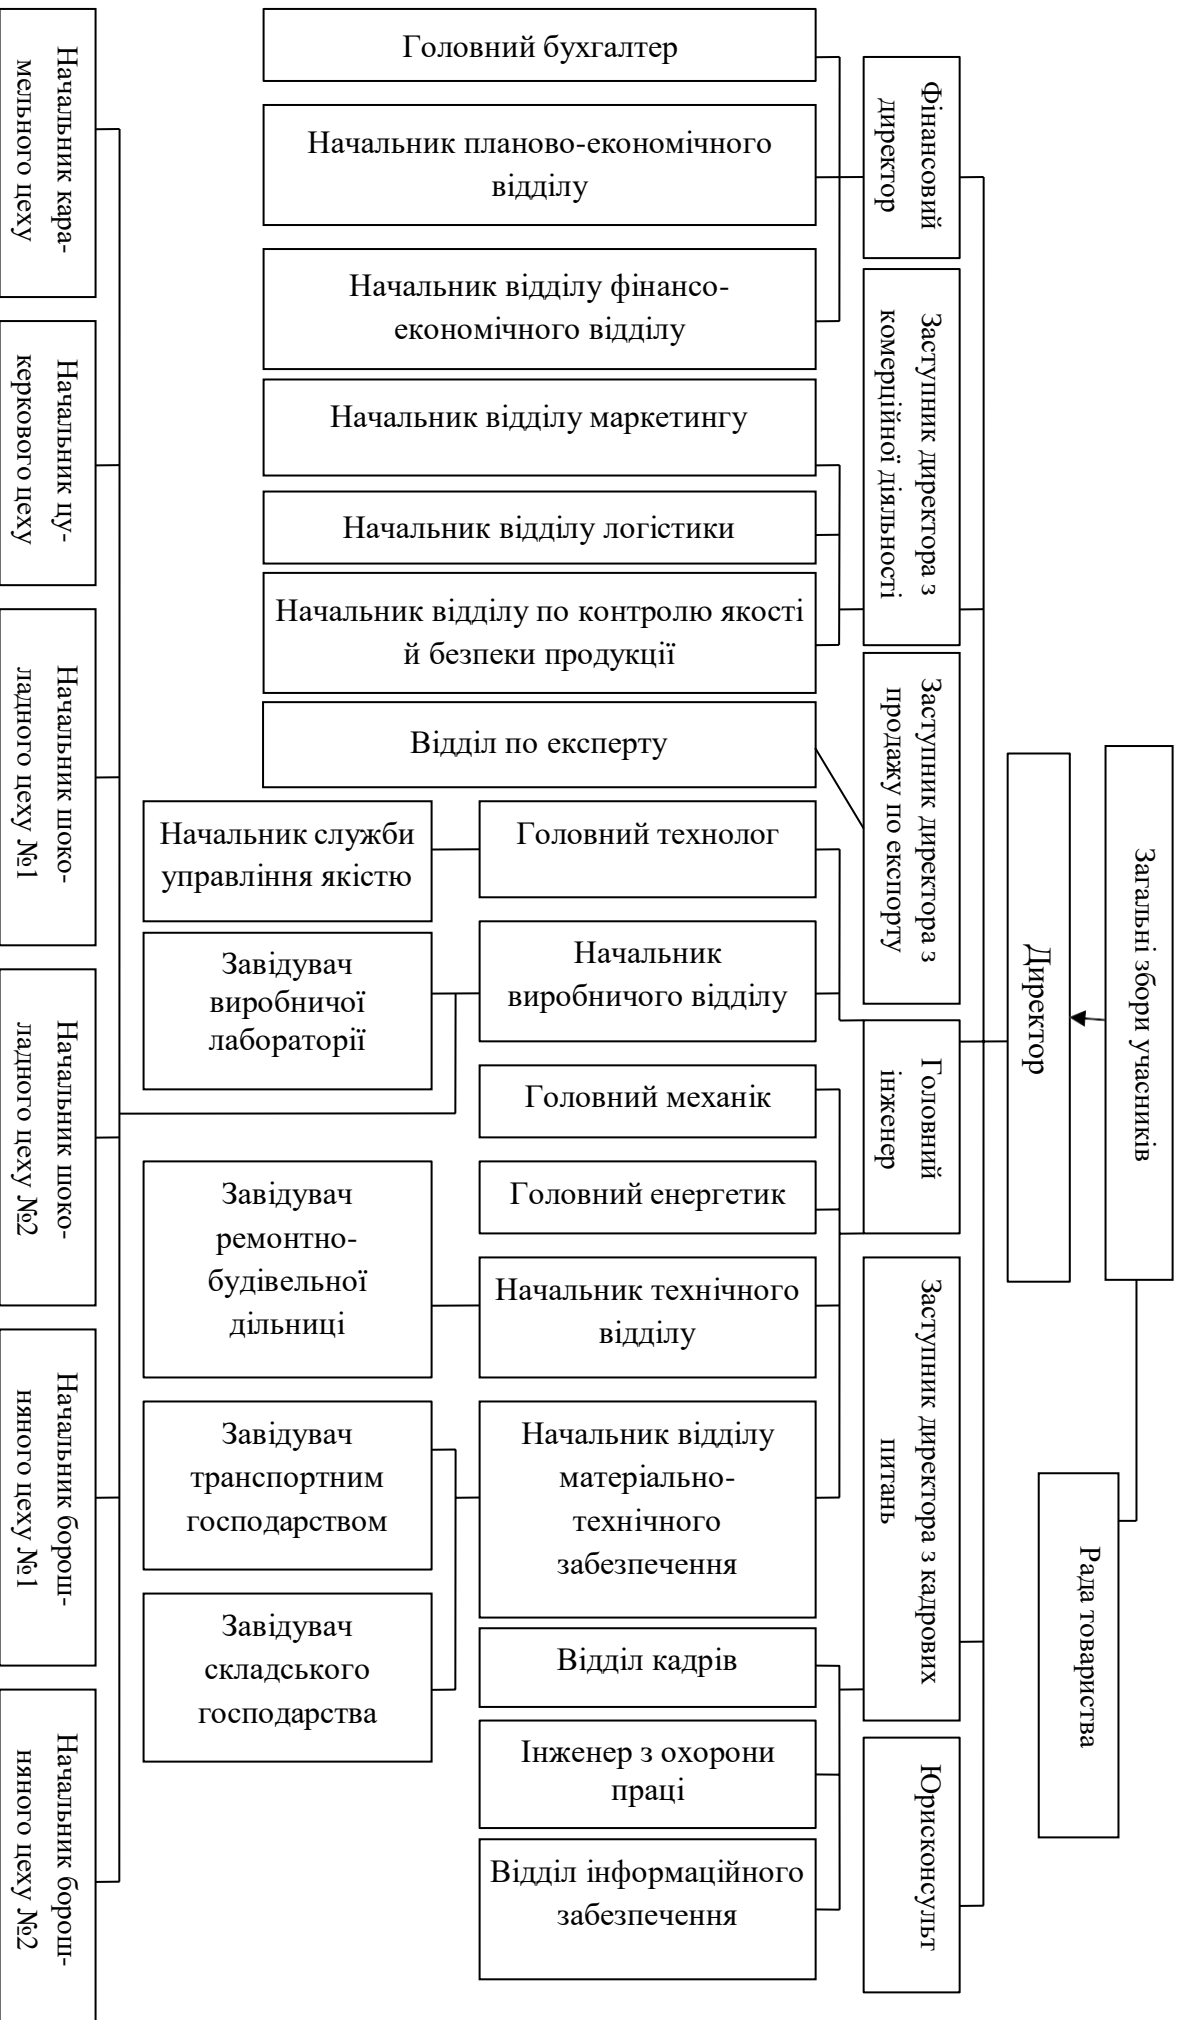 Загальні збори учасників
Рада товариства
Директор
Фінансовий
директор
Заступник директора з
комерційної діяльності
Заступник директора з
продажу по експорту
Головний
інженер
Заступник директора з кадрових
питань
Юрисконсульт
Головний бухгалтер
Начальник планово-економічного
відділу
Начальник відділу фінансо-
економічного відділу
Начальник відділу маркетингу
Начальник відділу логістики
Начальник відділу по контролю якості
й безпеки продукції
Відділ по експерту
Головний технолог
Начальник
виробничого відділу
Головний механік
Головний енергетик
Начальник технічного
відділу
Начальник відділу
матеріально-
технічного
забезпечення
Відділ кадрів
Інженер з охорони
праці
Відділ інформаційного
забезпечення
Начальник служби
управління якістю
Завідувач
виробничої
лабораторії
Завідувач
ремонтно-
будівельної
дільниці
Завідувач
транспортним
господарством
Завідувач
складського
господарства
Начальник кара-
мельного цеху
Начальник цу-
керкового цеху
Начальник шоко-
ладного цеху №1
Начальник шоко-
ладного цеху №2
Начальник борош-
няного цеху №1
Начальник борош-
няного цеху №2